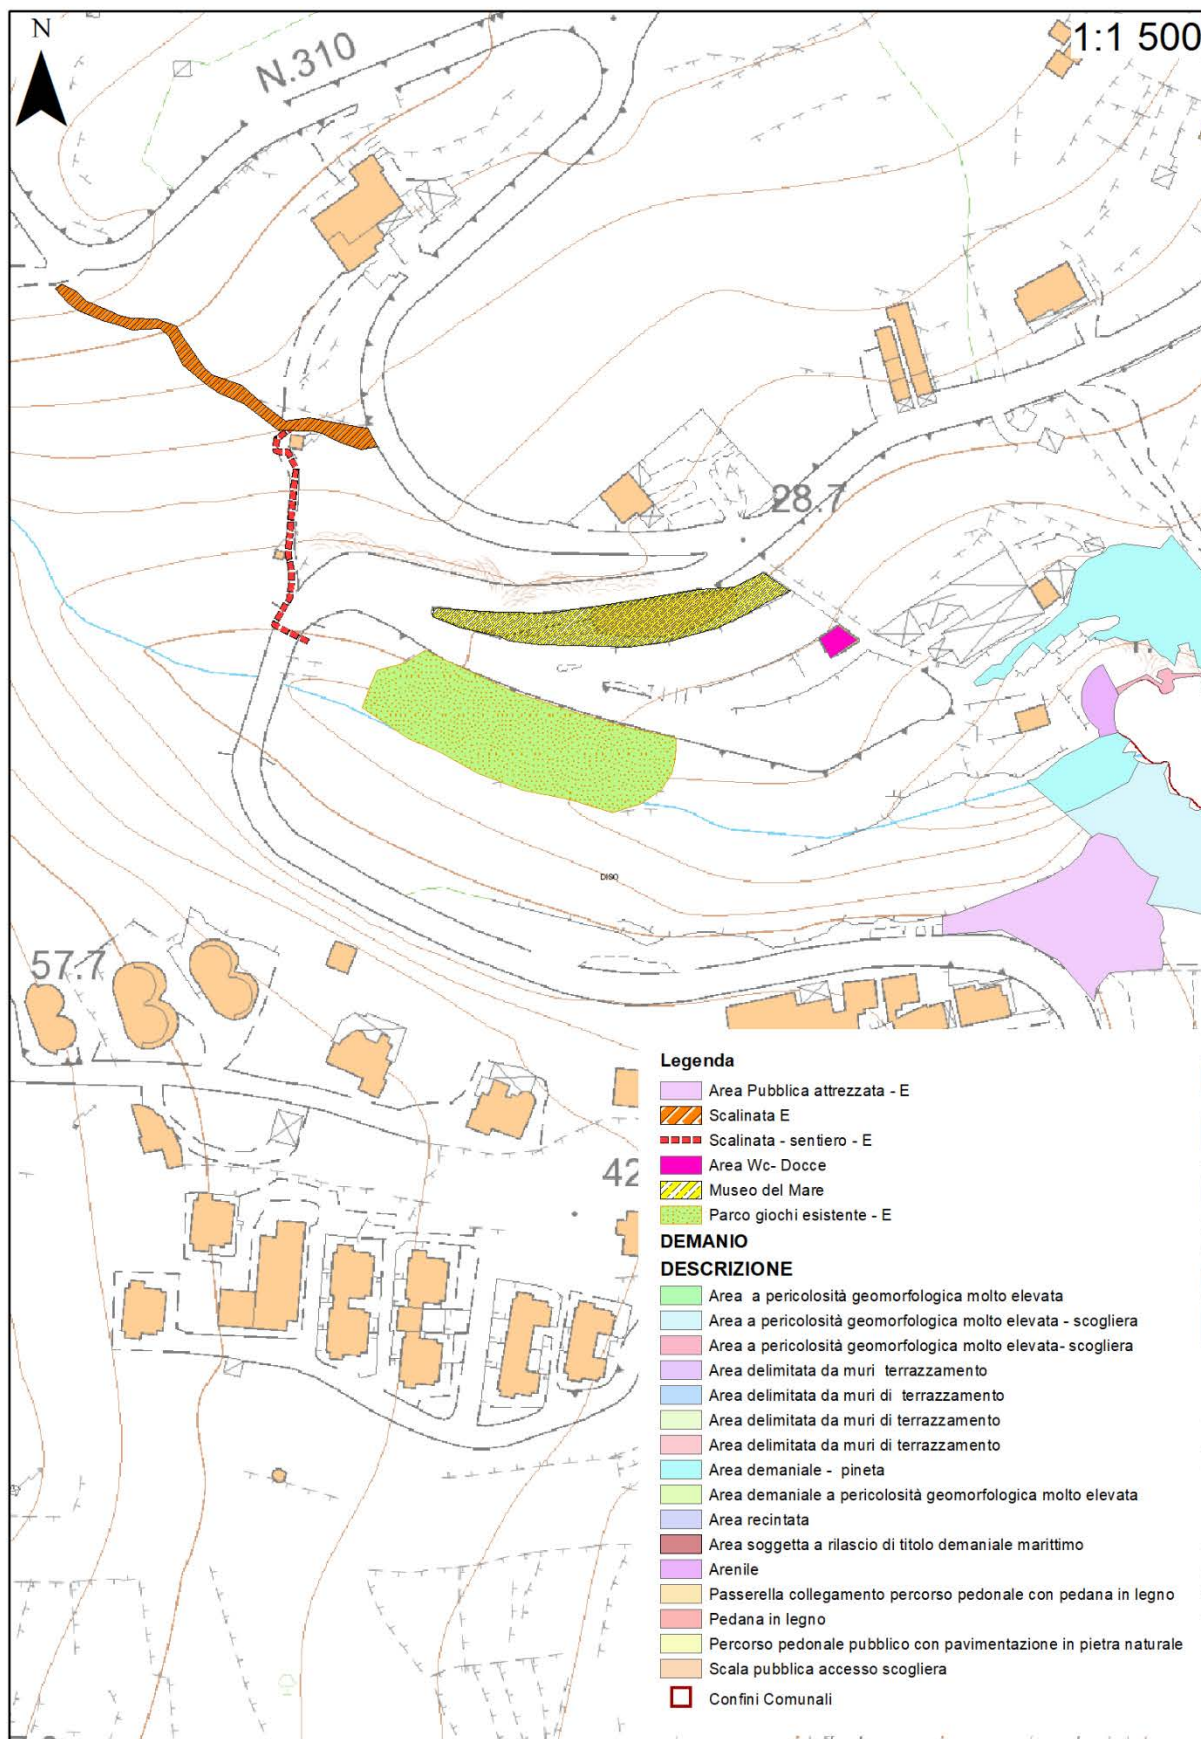 N
1:1 500
N.310
28.7
DISO
57.7
42
Legenda
Area Pubblica attrezzata - E
Scalinata E
Scalinata - sentiero - E
Area Wc- Docce
Museo del Mare
Parco giochi esistente - E
DEMANIO
DESCRIZIONE
Area a pericolosità geomorfologica molto elevata
Area a pericolosità geomorfologica molto elevata - scogliera
Area a pericolosità geomorfologica molto elevata- scogliera
Area delimitata da muri terrazzamento
Area delimitata da muri di terrazzamento
Area delimitata da muri di terrazzamento
Area delimitata da muri di terrazzamento
Area demaniale - pineta
Area demaniale a pericolosità geomorfologica molto elevata
Area recintata
Area soggetta a rilascio di titolo demaniale marittimo
Arenile
Passerella collegamento percorso pedonale con pedana in legno
Pedana in legno
Percorso pedonale pubblico con pavimentazione in pietra naturale
Scala pubblica accesso scogliera
Confini Comunali